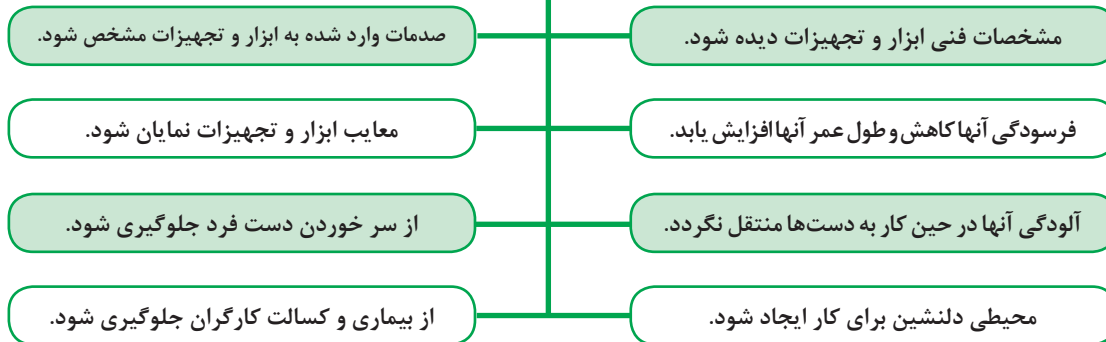 مشخصات فنی ابزار و تجهیزات دیده شود.
صدمات وارد شده به ابزار و تجهیزات مشخص شود.
فرسودگی آنها کاهش و طول عمر آنها افزایش یابد.
معایب ابزار و تجهیزات نمایان شود.
آلودگی آنها در حین کار به دست‌ها منتقل نگردد.
از سر خوردن دست فرد جلوگیری شود.
محیطی دلنشین برای کار ایجاد شود.
از بیماری و کسالت کارگران جلوگیری شود.